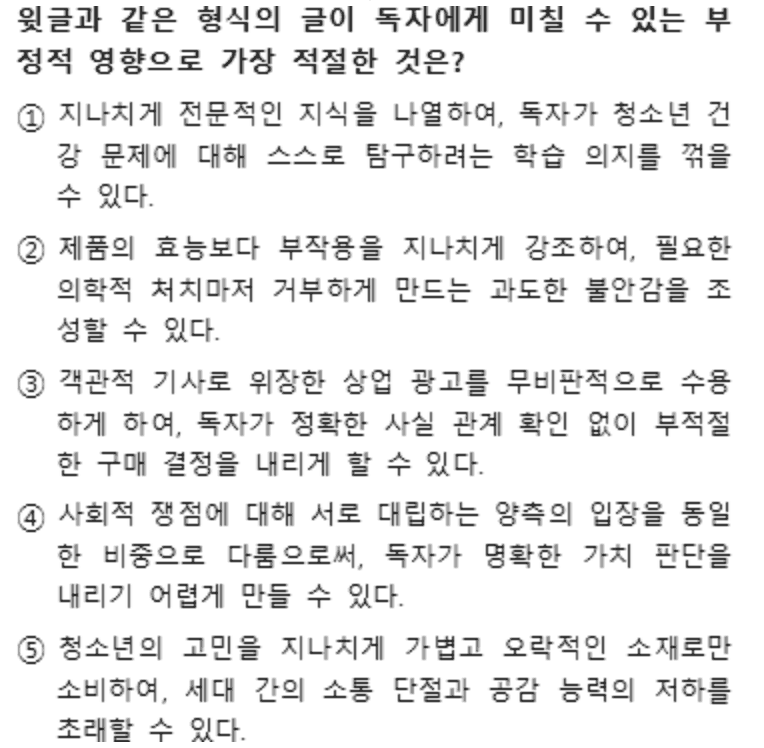 윗글과 같은 형식의 글이 독자에게 미칠 수 있는 부
정적 영향으로 가장 적절한 것은?
① 지나치게 전문적인 지식을 나열하여, 독자가 청소년 건
강 문제에 대해 스스로 탐구하려는 학습 의지를 꺾을
수 있다.
② 제품의 효능보다 부작용을 지나치게 강조하여, 필요한
의학적 처치마저 거부하게 만드는 과도한 불안감을 조
성할 수 있다.
③ 객관적 기사로 위장한 상업 광고를 무비판적으로 수용
하게 하여, 독자가 정확한 사실 관계 확인 없이 부적절
한 구매 결정을 내리게 할 수 있다.
④ 사회적 쟁점에 대해 서로 대립하는 양측의 입장을 동일
한 비중으로 다룸으로써, 독자가 명확한 가치 판단을
내리기 어렵게 만들 수 있다.
⑤ 청소년의 고민을 지나치게 가볍고 오락적인 소재로만
소비하여, 세대 간의 소통 단절과 공감 능력의 저하를
초래할 수 있다.